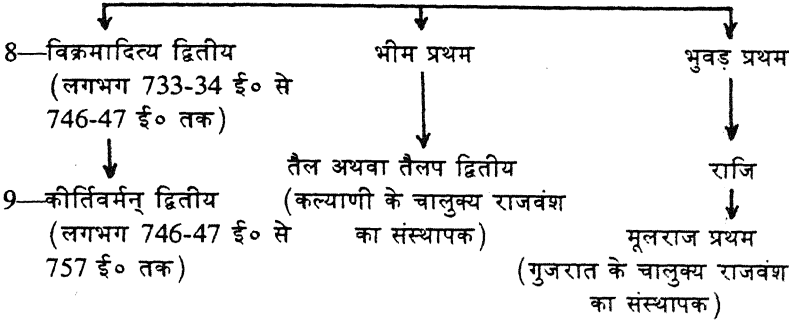 8—विक्रमादित्य द्वितीय भीम प्रथम भुवड़ प्रथम
(लगभग 733-34 ई० से
746-47 ई० तक)
तैल अथवा तैलप द्वितीय राजि
9—कीर्तिवर्मन् द्वितीय (कल्याणी के चालुक्य राजवंश
(लगभग 746-47 ई० से का संस्थापक) मूलराज प्रथम
757 ई० तक) (गुजरात के चालुक्य राजवंश
का संस्थापक)